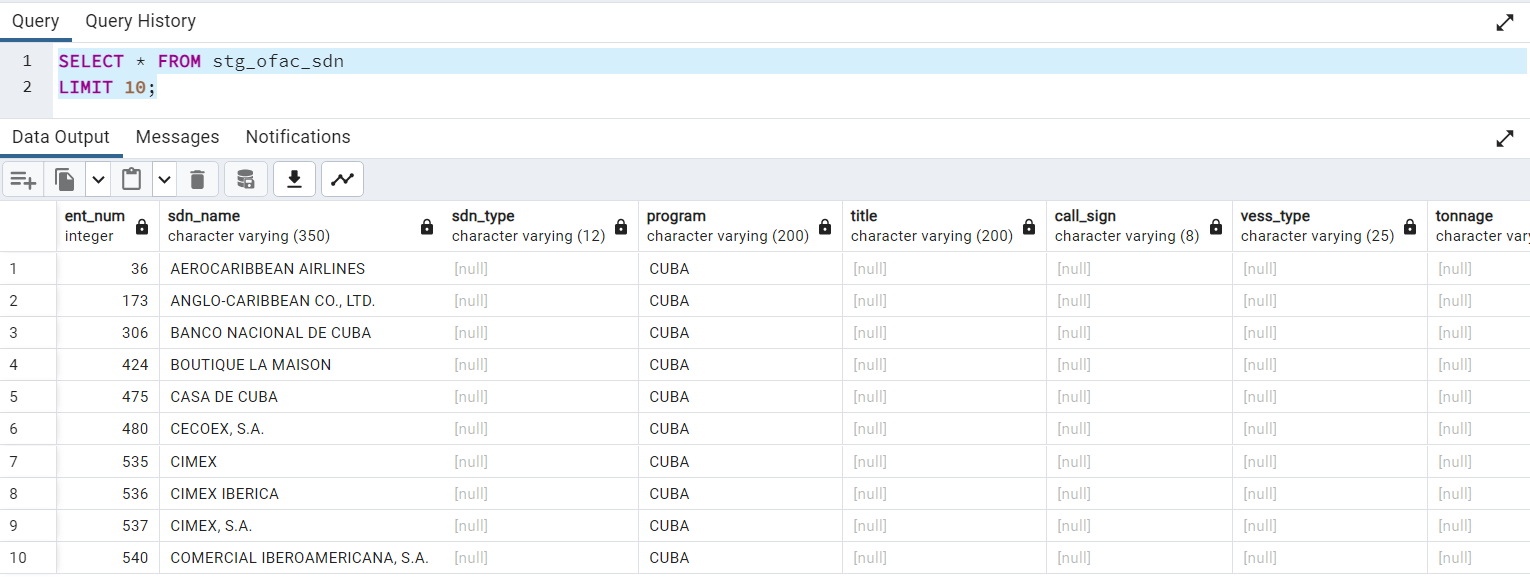 Query Query History
1 SELECT * FROM stg_ofac_sdn
2 LIMIT 10;
Data Output Messages Notifications
ent_num sdn_name sdn_type program title call_sign vess_type tonnage
integer character varying (350) character varying (12) character varying (200) character varying (200) character varying (8) character varying (25) character vary
1 36 AEROCARIBBEAN AIRLINES [null] CUBA [null] [null] [null] [null]
2 173 ANGLO-CARIBBEAN CO., LTD. [null] CUBA [null] [null] [null] [null]
3 306 BANCO NACIONAL DE CUBA [null] CUBA [null] [null] [null] [null]
4 424 BOUTIQUE LA MAISON [null] CUBA [null] [null] [null] [null]
5 475 CASA DE CUBA [null] CUBA [null] [null] [null] [null]
6 480 CECOEX, S.A. [null] CUBA [null] [null] [null] [null]
7 535 CIMEX [null] CUBA [null] [null] [null] [null]
8 536 CIMEX IBERICA [null] CUBA [null] [null] [null] [null]
9 537 CIMEX, S.A. [null] CUBA [null] [null] [null] [null]
10 540 COMERCIAL IBEROAMERICANA, S.A. [null] CUBA [null] [null] [null] [null]